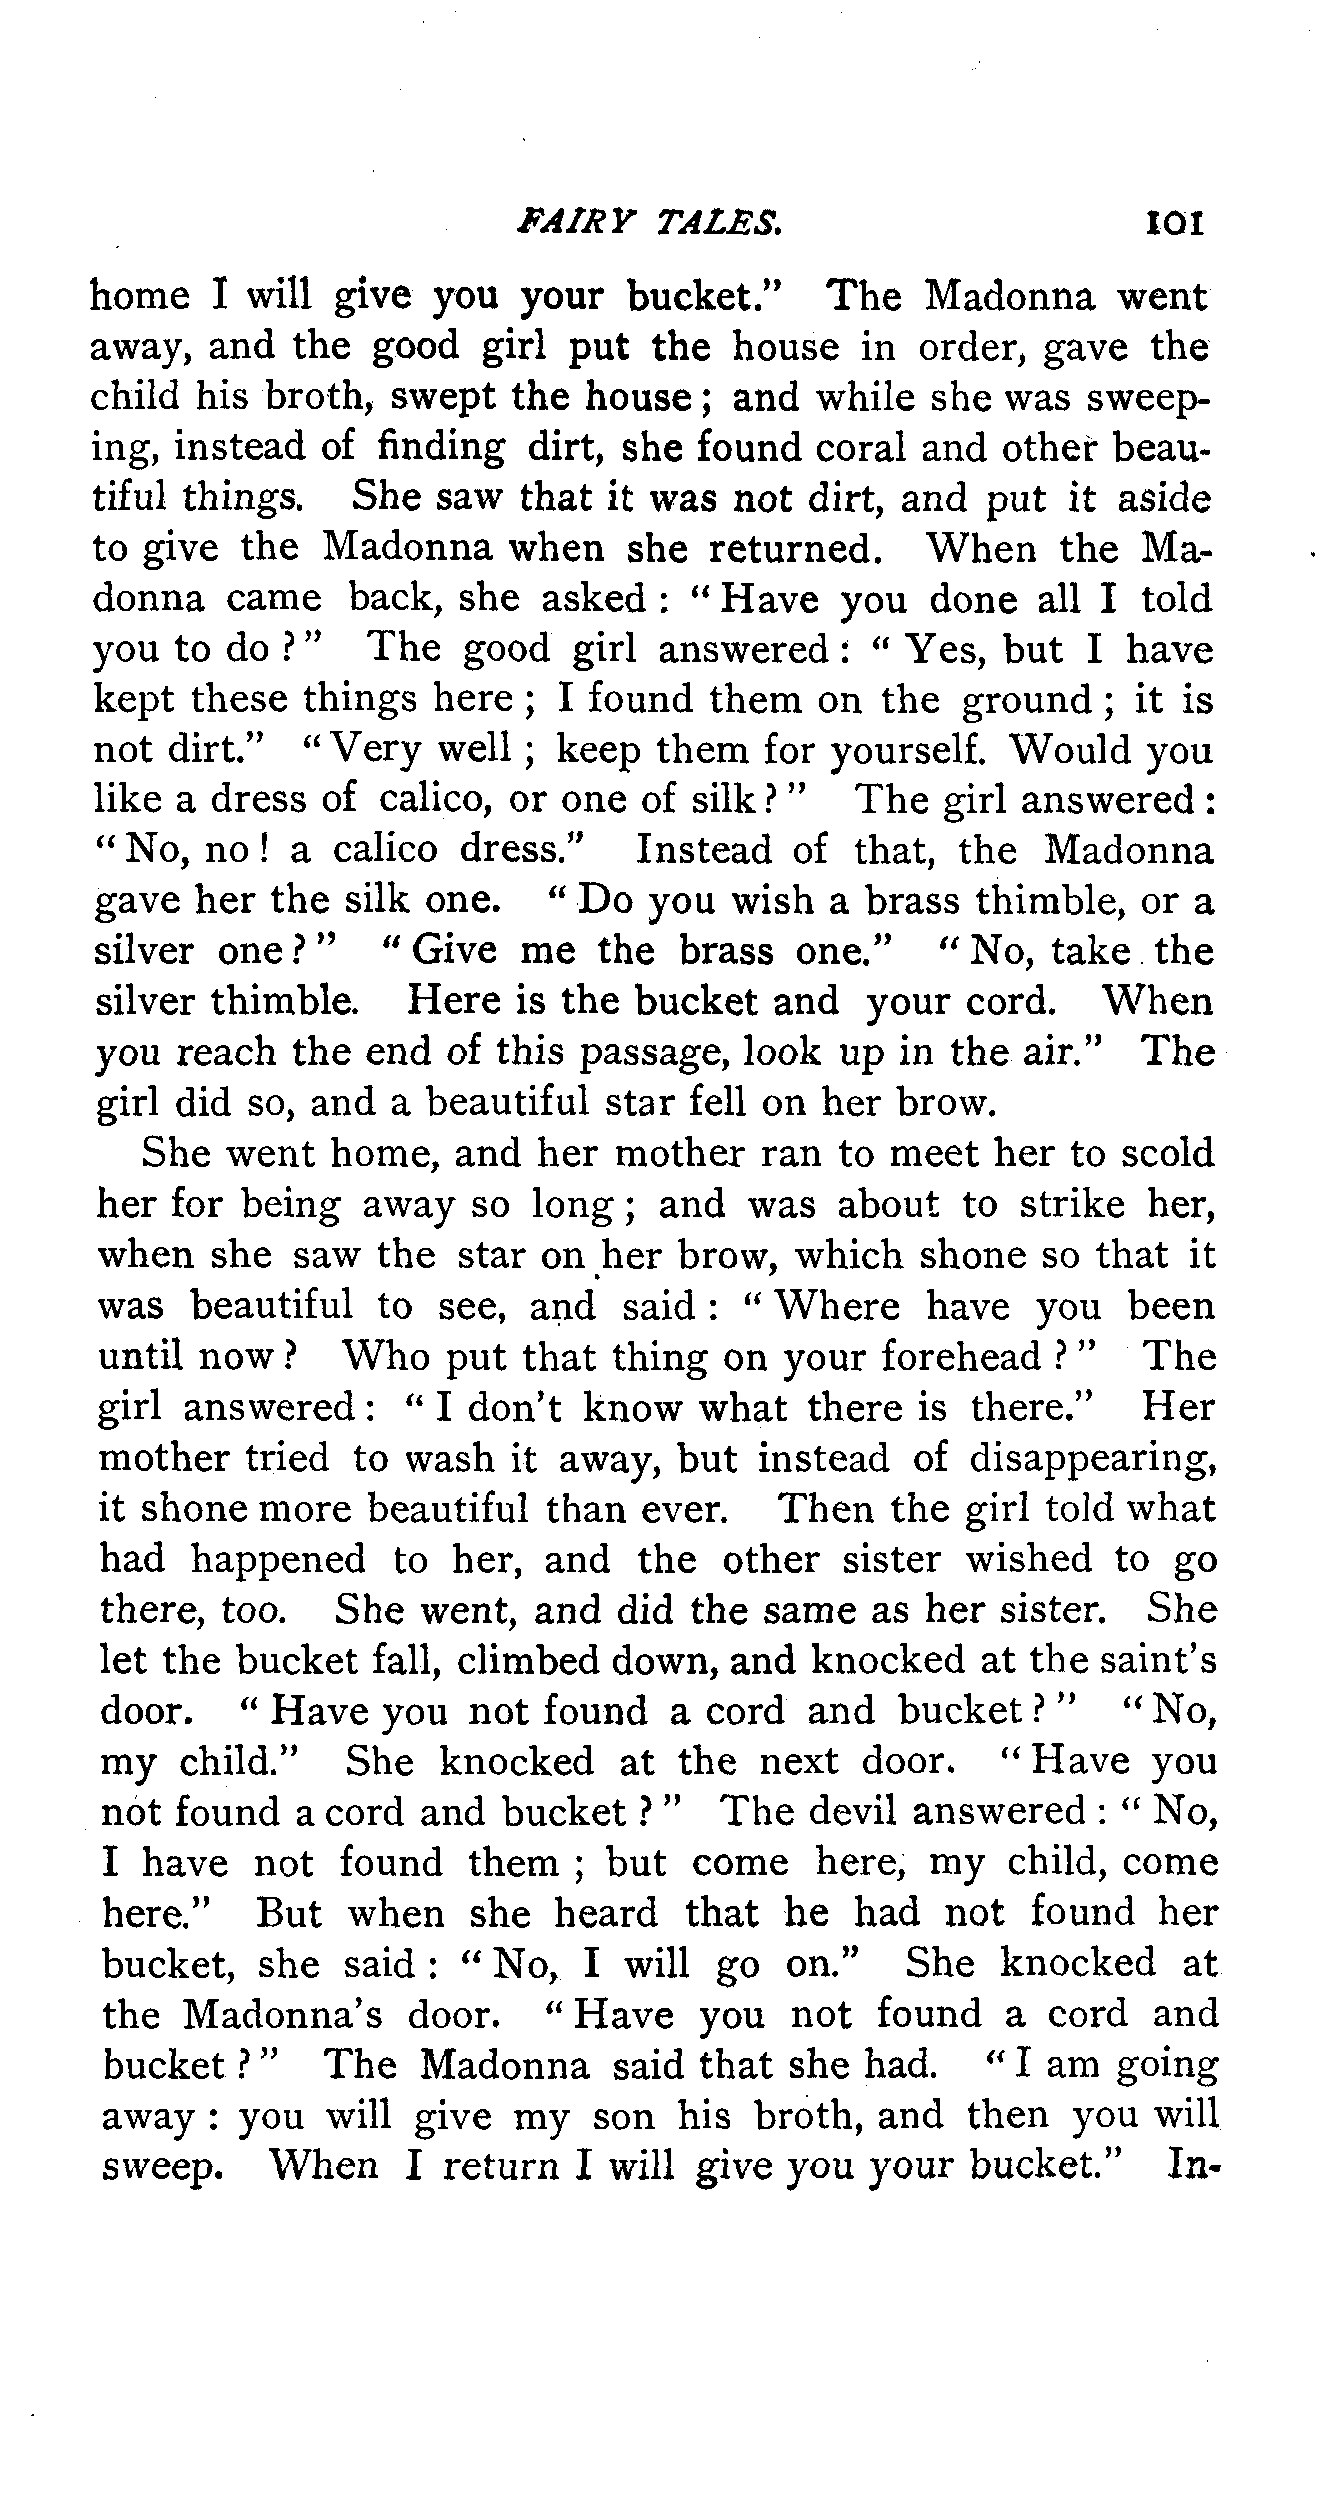 FAIRY TALES. 101
home I will give you your bucket." The Madonna went
away, and the good girl put the house in order, gave the
child his broth, swept the house; and while she was sweep-
ing, instead of finding dirt, she found coral and other beau-
tiful things. She saw that it was not dirt, and put it aside
to give the Madonna when she returned. When the Ma-
donna came back, she asked: "Have you done all I told
you to do?" The good girl answered: "Yes, but I have
kept these things here; I found them on the ground; it is
not dirt." "Very well; keep them for yourself. Would you
like a dress of calico, or one of silk?" The girl answered:
"No, no! a calico dress." Instead of that, the Madonna
gave her the silk one. "Do you wish a brass thimble, or a
silver one?" "Give me the brass one." "No, take the
silver thimble. Here is the bucket and your cord. When
you reach the end of this passage, look up in the air." The
girl did so, and a beautiful star fell on her brow.
She went home, and her mother ran to meet her to scold
her for being away so long; and was about to strike her,
when she saw the star on her brow, which shone so that it
was beautiful to see, and said: "Where have you been
until now? Who put that thing on your forehead?" The
girl answered: "I don't know what there is there." Her
mother tried to wash it away, but instead of disappearing,
it shone more beautiful than ever. Then the girl told what
had happened to her, and the other sister wished to go
there, too. She went, and did the same as her sister. She
let the bucket fall, climbed down, and knocked at the saint's
door. "Have you not found a cord and bucket?" "No,
my child." She knocked at the next door. "Have you
not found a cord and bucket?" The devil answered: "No,
I have not found them; but come here, my child, come
here." But when she heard that he had not found her
bucket, she said: "No, I will go on." She knocked at
the Madonna's door. "Have you not found a cord and
bucket?" The Madonna said that she had. "I am going
away: you will give my son his broth, and then you will
sweep. When I return I will give you your bucket." In-